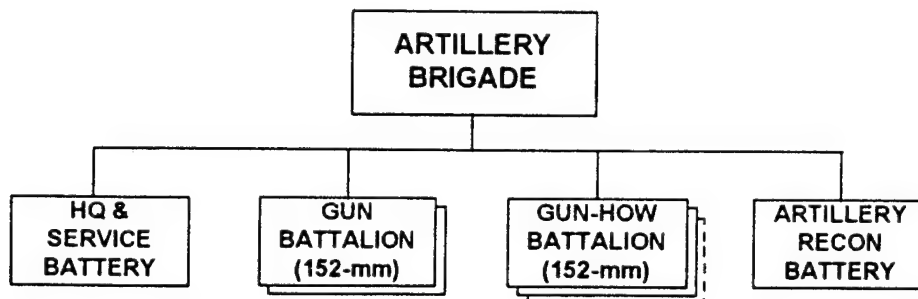 ARTILLERY
BRIGADE
HQ &
SERVICE
BATTERY
GUN
BATTALION
(152-mm)
GUN-HOW
BATTALION
(152-mm)
ARTILLERY
RECON
BATTERY